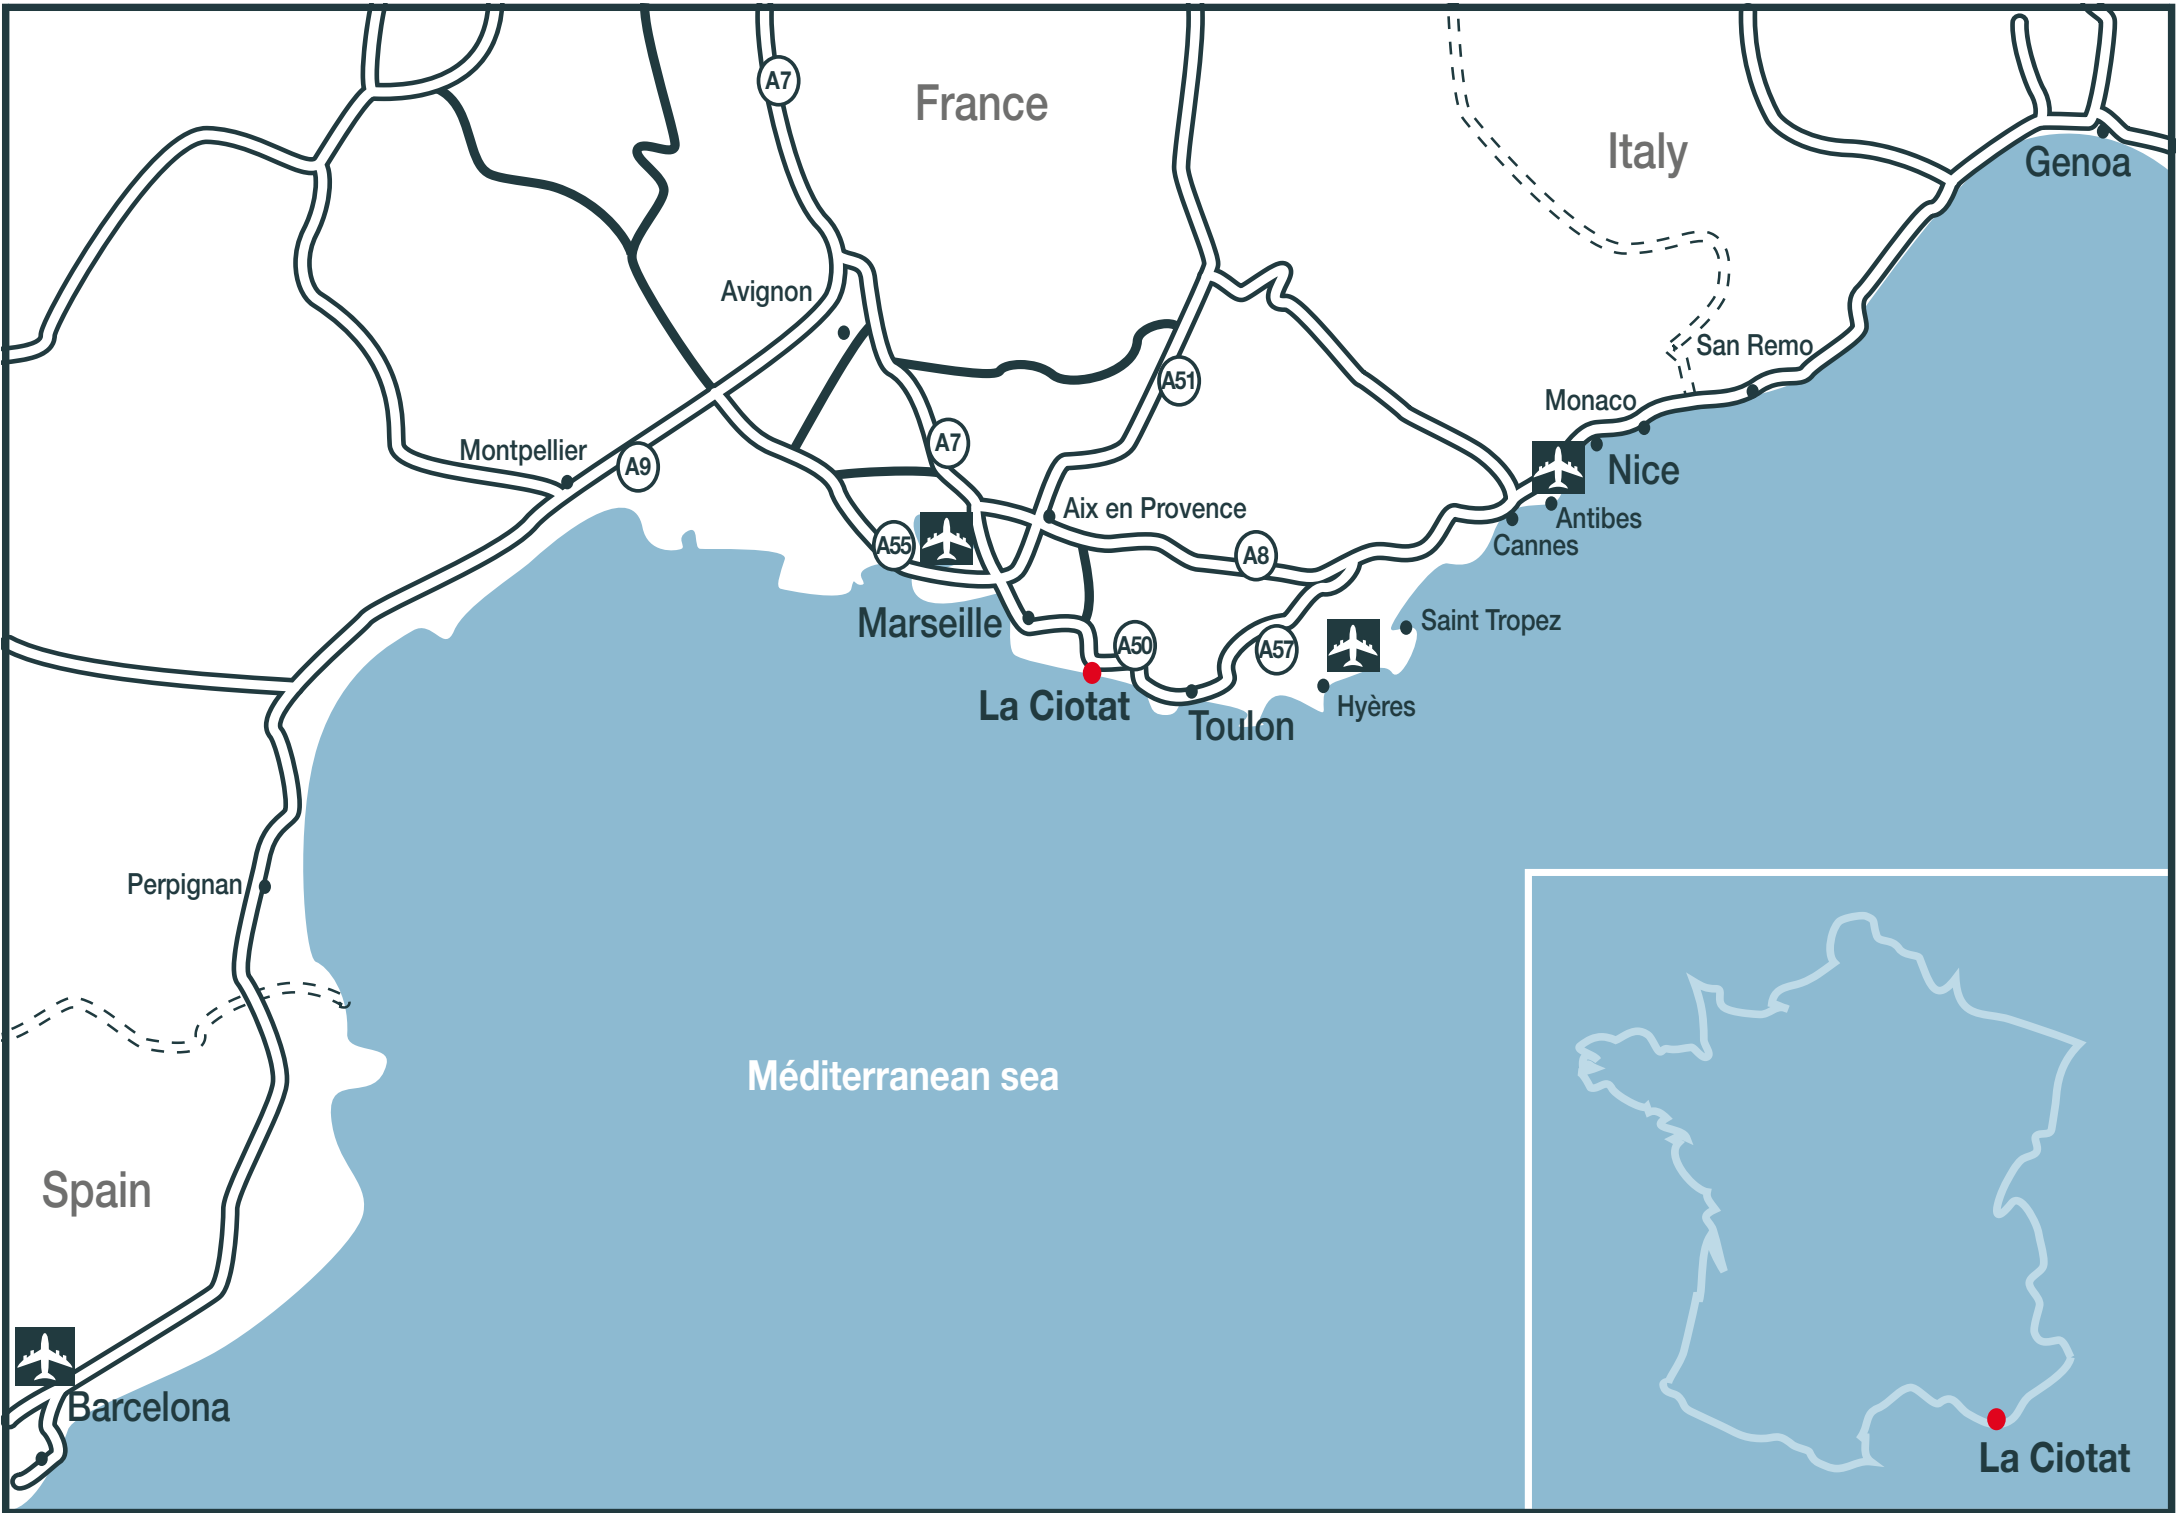 A7
France
Italy
Genoa
Avignon
San Remo
A51
Monaco
Montpellier
A9
A7
Nice
Aix en Provence
Antibes
Cannes
A55
A8
Marseille
Saint Tropez
A50
A57
La Ciotat
Hyères
Toulon
Perpignan
Méditerranean sea
Spain
Barcelona
La Ciotat